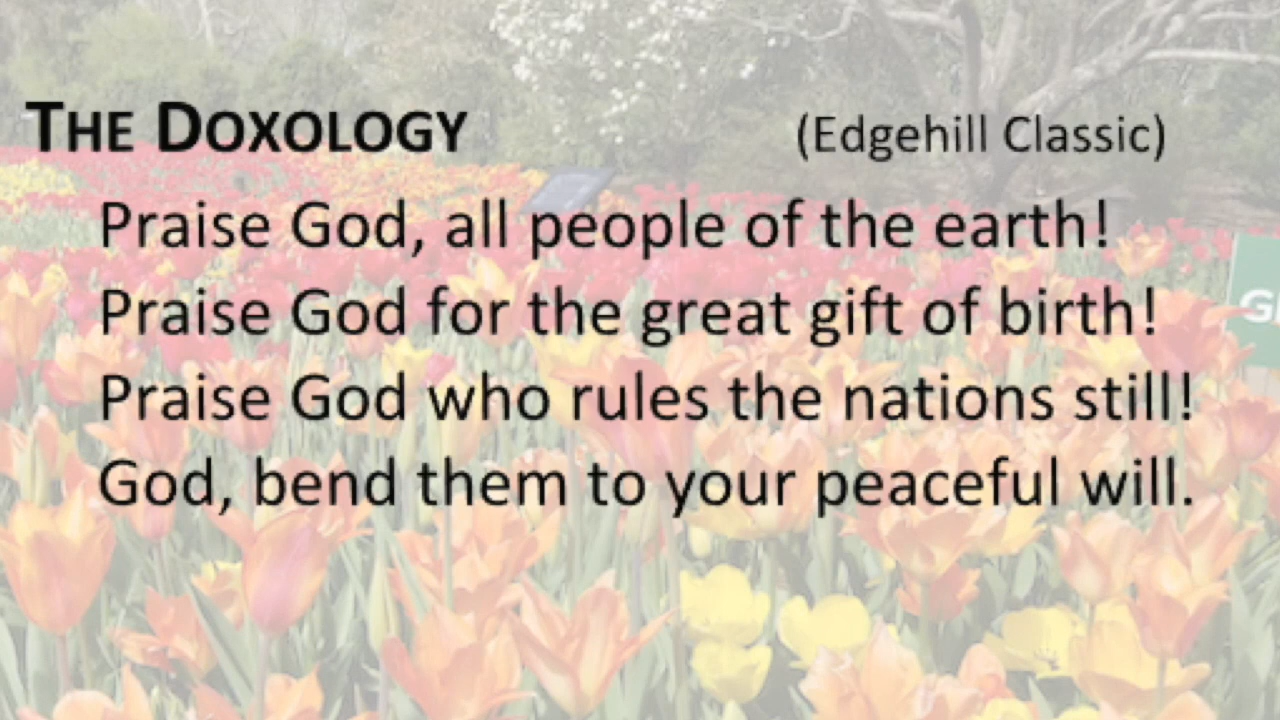 THE DOXOLOGY (Edgehill Classic)
Praise God, all people of the earth!
Praise God for the great gift of birth!
Praise God who rules the nations still!
God, bend them to your peaceful will.